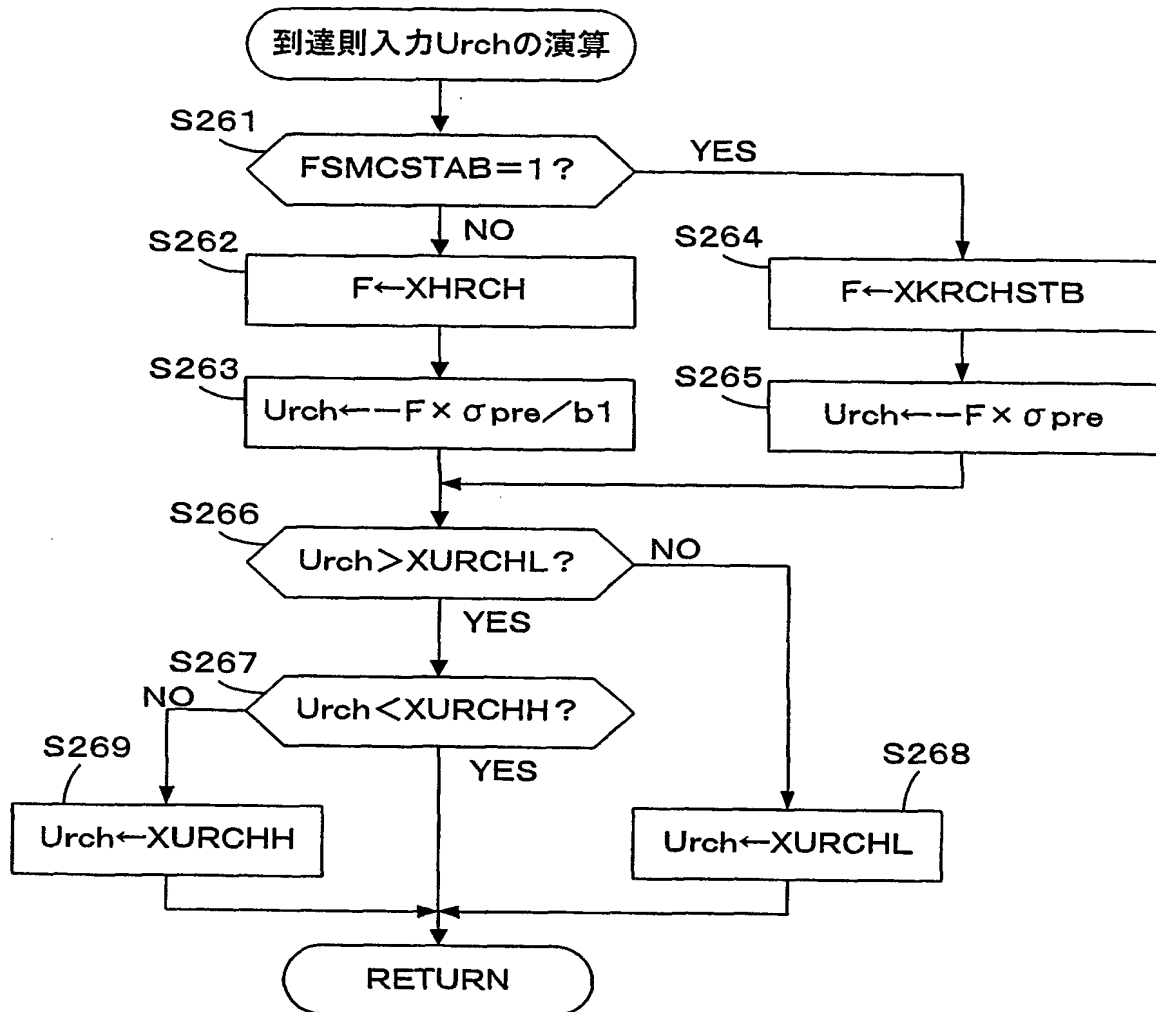 到達則入力Urchの演算
S261
FSMCSTAB=1?
YES
NO
S262
F←XHRCH
S264
F←XKRCHSTB
S263
Urch←−F×σpre/b1
S265
Urch←−F×σpre
S266
Urch>XURCHL?
NO
YES
S267
Urch<XURCHH?
NO
YES
S269
Urch←XURCHH
S268
Urch←XURCHL
RETURN